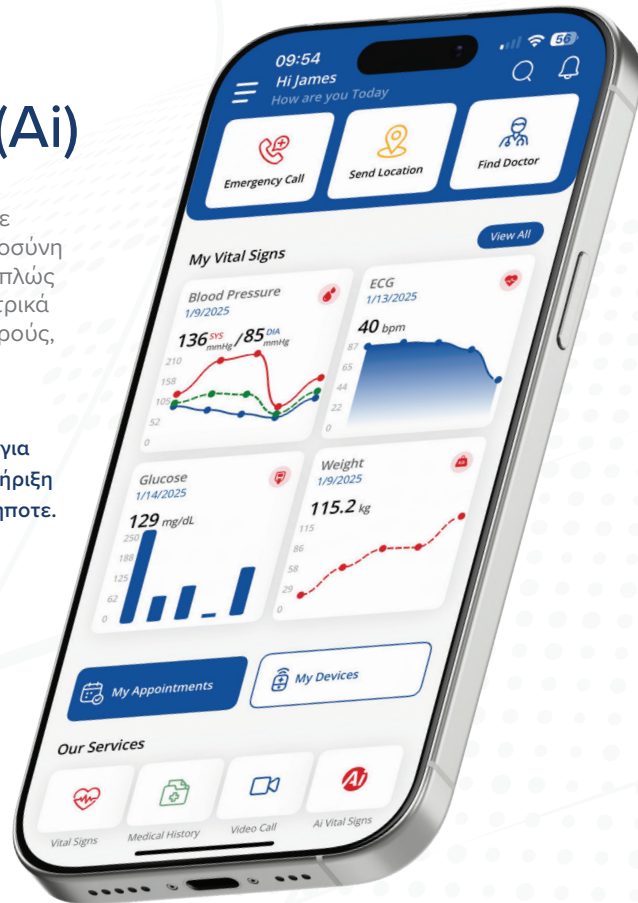 (Ai)
ε
οσύνη
πλώς
τρικά
ρούς,
για
ήριξη
ήποτε.
09:54
56
Hi James
How are you Today
Emergency Call
Send Location
Find Doctor
My Vital Signs
View All
Blood Pressure
1/9/2025
136 SYS mmHg /85 DIA mmHg
210
158
105
52
0
ECG
1/13/2025
40 bpm
87
65
44
22
0
Glucose
1/14/2025
129 mg/dL
250
188
125
62
0
Weight
1/9/2025
115.2 kg
115
86
58
29
0
My Appointments
My Devices
Our Services
Ai
Vital Signs
Medical History
Video Call
Ai Vital Signs